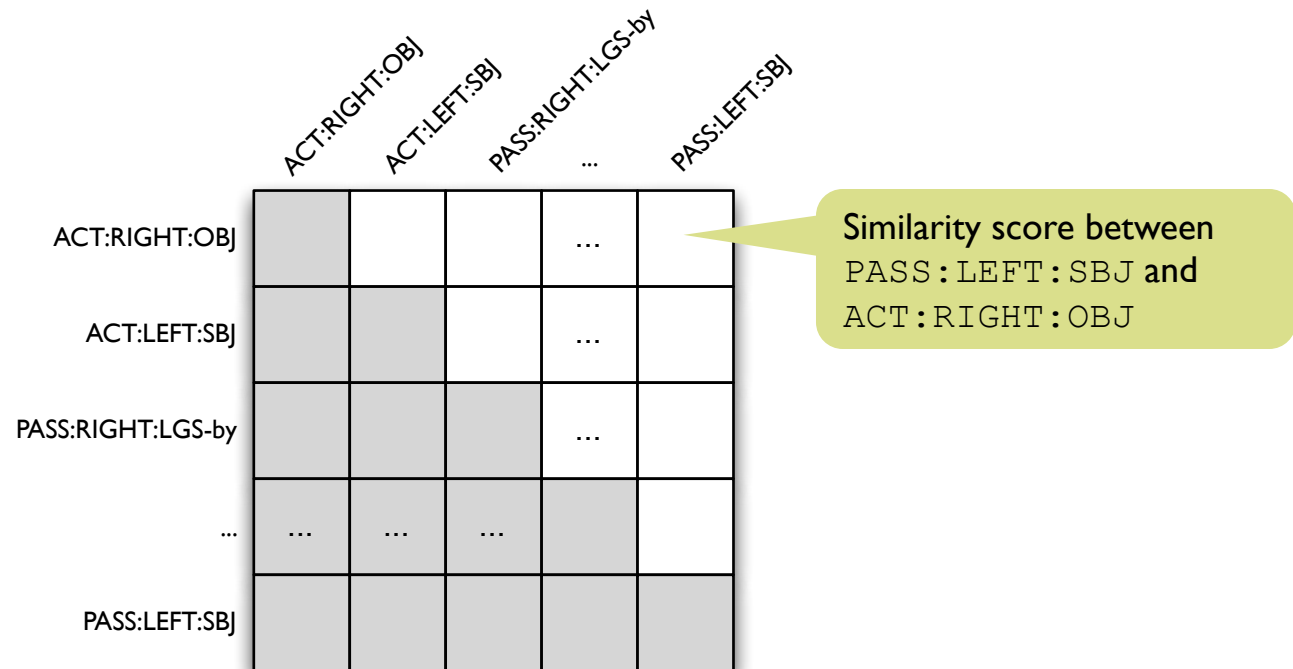 ACT:RIGHT:OBJ
ACT:LEFT:SBJ
PASS:RIGHT:LGS-by
...
PASS:LEFT:SBJ
ACT:RIGHT:OBJ
...
Similarity score between
PASS:LEFT:SBJ and
ACT:RIGHT:OBJ
ACT:LEFT:SBJ
...
PASS:RIGHT:LGS-by
...
...
... ... ...
PASS:LEFT:SBJ